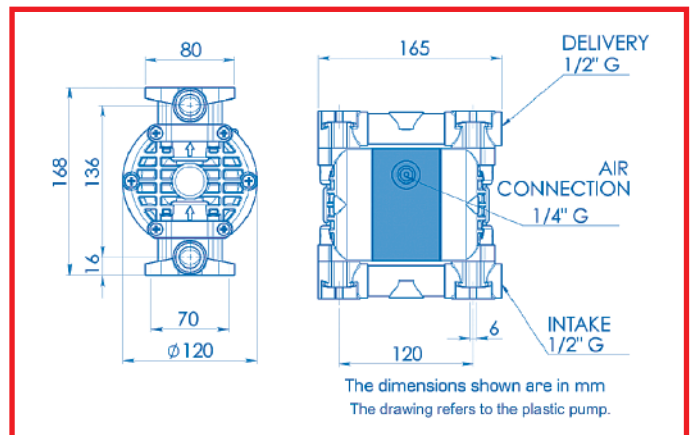 80
168
136
16
70
Ø120
165
DELIVERY
1/2" G
AIR
CONNECTION
1/4" G
6
INTAKE
1/2" G
120
The dimensions shown are in mm
The drawing refers to the plastic pump.